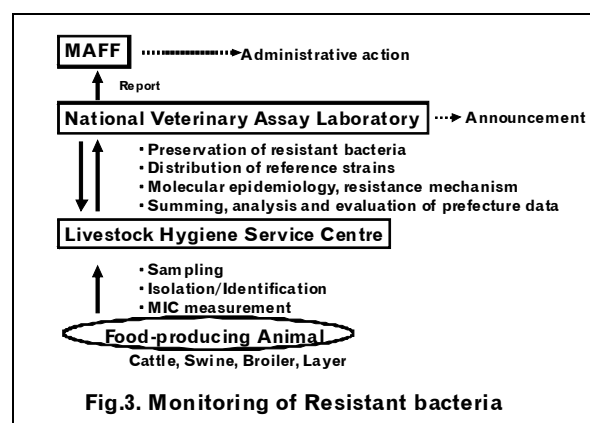 MAFF
Administrative action
Report
National Veterinary Assay Laboratory
Announcement
・Preservation of resistant bacteria
・Distribution of reference strains
・Molecular epidemiology, resistance mechanism
・Summing, analysis and evaluation of prefecture data
Livestock Hygiene Service Centre
・Sampling
・Isolation/Identification
・MIC measurement
Food-producing Animal
Cattle, Swine, Broiler, Layer
Fig.3. Monitoring of Resistant bacteria